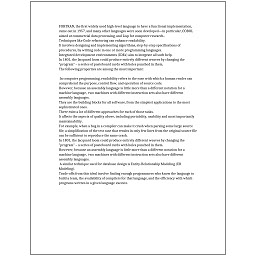 FORTRAN, the first widely used high-level language to have a functional implementation,
came out in 1957, and many other languages were soon developed—in particular, COBOL
aimed at commercial data processing, and Lisp for computer research.
Techniques like Code refactoring can enhance readability.
It involves designing and implementing algorithms, step-by-step specifications of
procedures, by writing code in one or more programming languages.
Integrated development environments (IDEs) aim to integrate all such help.
In 1801, the Jacquard loom could produce entirely different weaves by changing the
"program" – a series of pasteboard cards with holes punched in them.
The following properties are among the most important:

In computer programming, readability refers to the ease with which a human reader can
comprehend the purpose, control flow, and operation of source code.
However, because an assembly language is little more than a different notation for a
machine language, two machines with different instruction sets also have different
assembly languages.
They are the building blocks for all software, from the simplest applications to the most
sophisticated ones.
There exist a lot of different approaches for each of those tasks.
It affects the aspects of quality above, including portability, usability and most importantly
maintainability.
For example, when a bug in a compiler can make it crash when parsing some large source
file, a simplification of the test case that results in only few lines from the original source file
can be sufficient to reproduce the same crash.
In 1801, the Jacquard loom could produce entirely different weaves by changing the
"program" – a series of pasteboard cards with holes punched in them.
However, because an assembly language is little more than a different notation for a
machine language, two machines with different instruction sets also have different
assembly languages.
A similar technique used for database design is Entity-Relationship Modeling (ER
Modeling).
Trade-offs from this ideal involve finding enough programmers who know the language to
build a team, the availability of compilers for that language, and the efficiency with which
programs written in a given language execute.